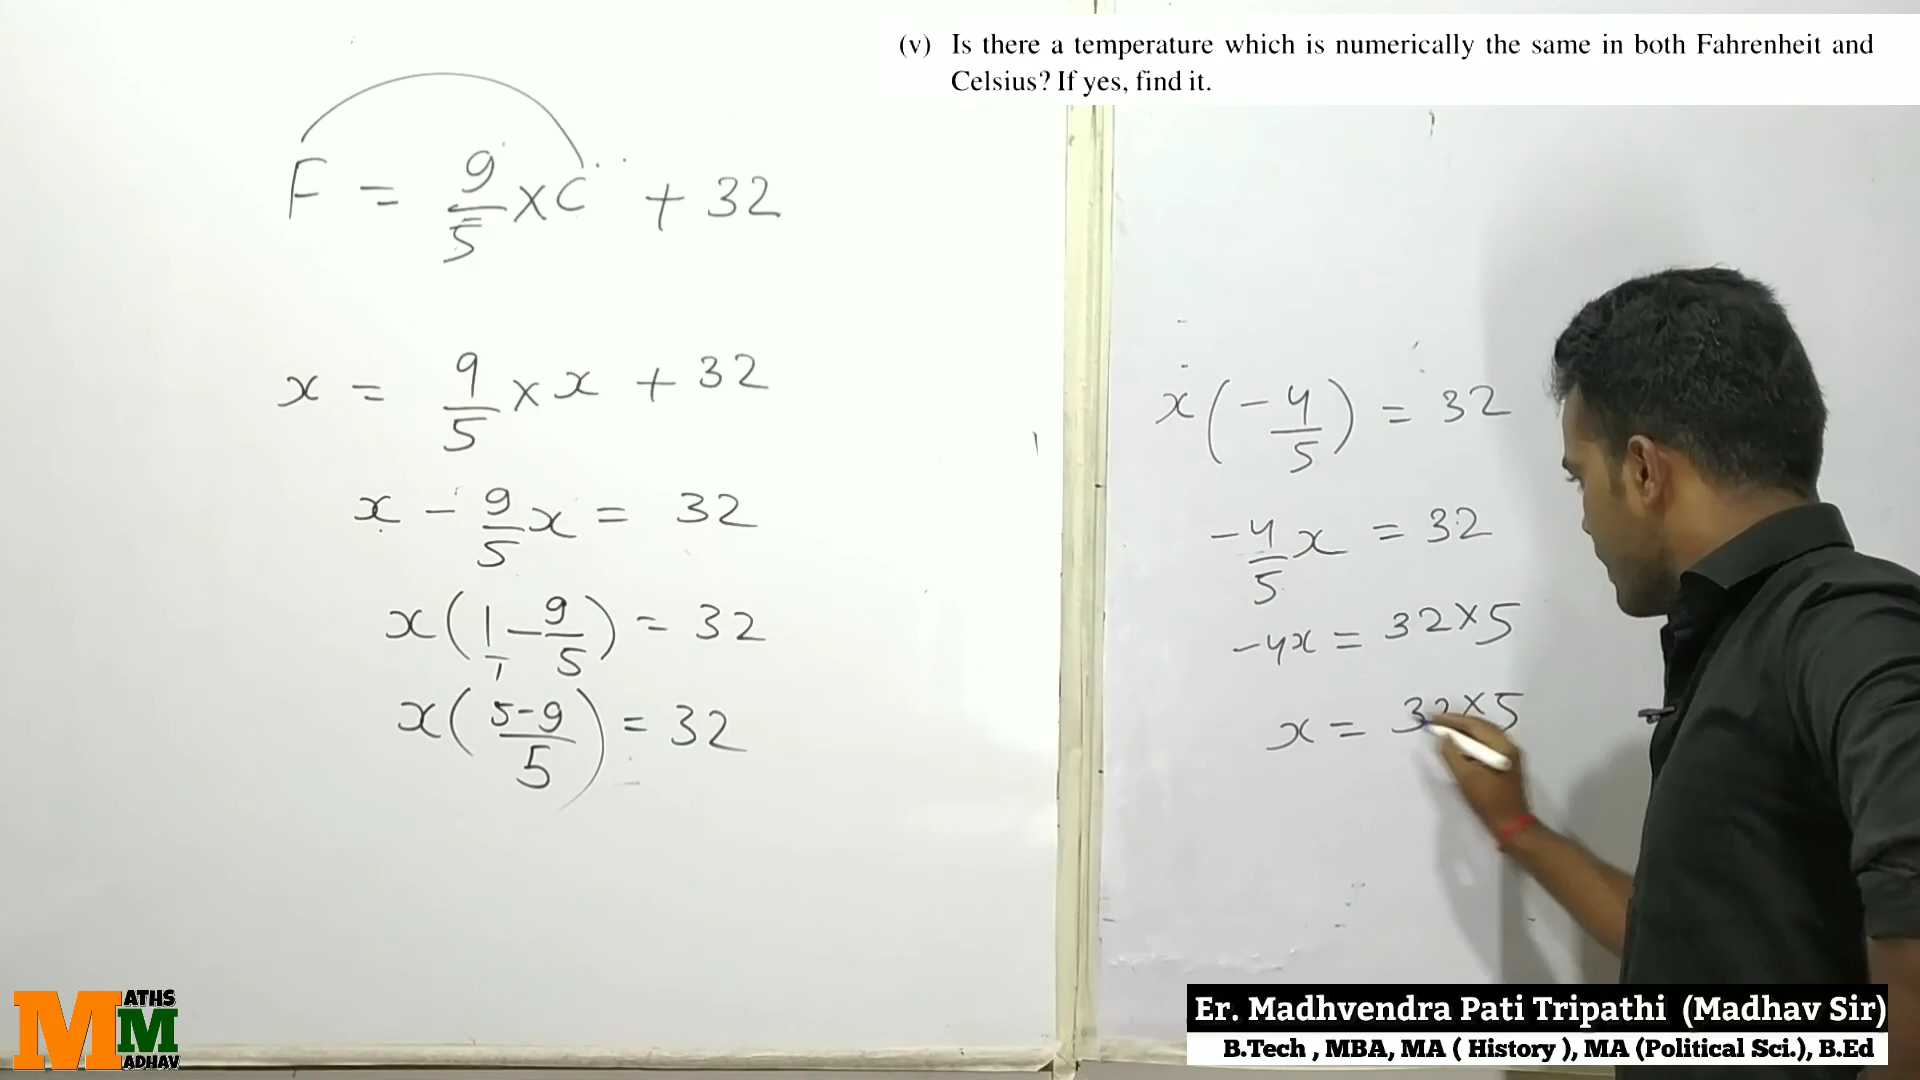 (v) Is there a temperature which is numerically the same in both Fahrenheit and
Celsius? If yes, find it.
F = 9/5 × C + 32
x = 9/5 × x + 32
x - 9/5 x = 32
x(1/1 - 9/5) = 32
x(5-9/5) = 32
x(-4/5) = 32
-4/5 x = 32
-4x = 32×5
x = 32×5
MATHS
MADHAV
Er. Madhvendra Pati Tripathi (Madhav Sir)
B.Tech , MBA, MA ( History ), MA (Political Sci.), B.Ed